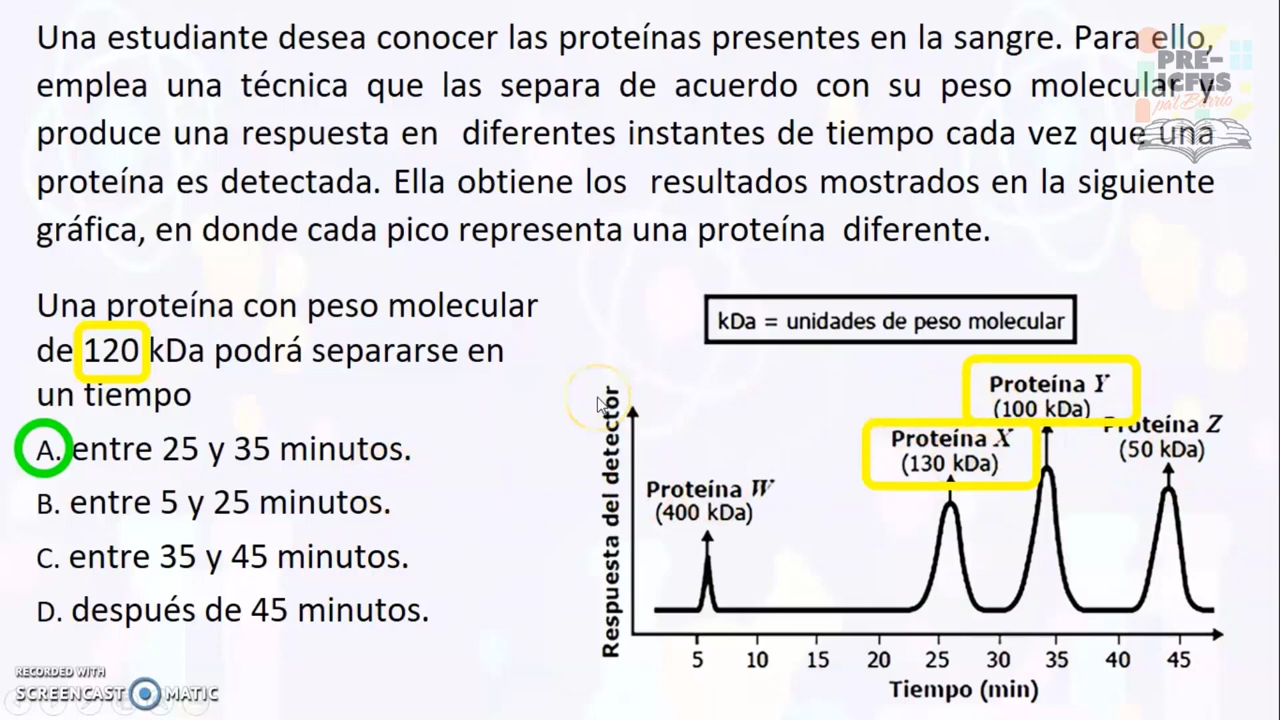 Una estudiante desea conocer las proteínas presentes en la sangre. Para ello,
emplea una técnica que las separa de acuerdo con su peso molecular y
produce una respuesta en diferentes instantes de tiempo cada vez que una
proteína es detectada. Ella obtiene los resultados mostrados en la siguiente
gráfica, en donde cada pico representa una proteína diferente.
PRE-
ICFES
pal Barrio
Una proteína con peso molecular
de 120 kDa podrá separarse en
un tiempo
A. entre 25 y 35 minutos.
B. entre 5 y 25 minutos.
C. entre 35 y 45 minutos.
D. después de 45 minutos.
kDa = unidades de peso molecular
Respuesta del detector
Proteína W
(400 kDa)
Proteína X
(130 kDa)
Proteína Y
(100 kDa)
Proteína Z
(50 kDa)
5 10 15 20 25 30 35 40 45
Tiempo (min)
RECORDED WITH
SCREENCAST MATIC